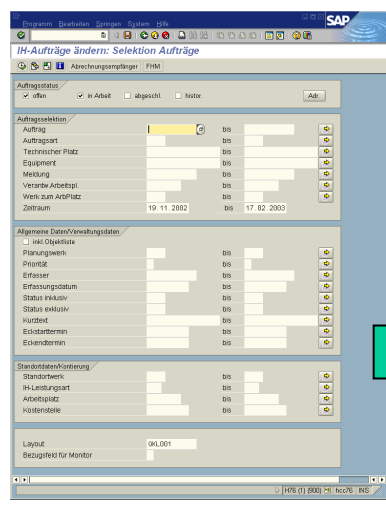 Programm Bearbeiten Springen System Hilfe
SAP
IH-Aufträge ändern: Selektion Aufträge
Abrechnungsempfänger FHM
Auftragsstatus
offen in Arbeit abgeschl. histor. Adr.
Auftragsselektion
Auftrag bis
Auftragsart bis
Technischer Platz bis
Equipment bis
Meldung bis
Verantw.Arbeitspl. bis
Werk zum ArbPlatz bis
Zeitraum 19.11.2002 bis 17.02.2003
Allgemeine Daten/Verwaltungsdaten
inkl.Objektliste
Planungswerk bis
Priorität bis
Erfasser bis
Erfassungsdatum bis
Status inklusiv bis
Status exklusiv bis
Kurztext bis
Eckstarttermin bis
Eckendtermin bis
Standortdaten/Kontierung
Standortwerk bis
IH-Leistungsart bis
Arbeitsplatz bis
Kostenstelle bis
Layout 0KL001
Bezugsfeld für Monitor
H76 (1) (900) hcc76 INS